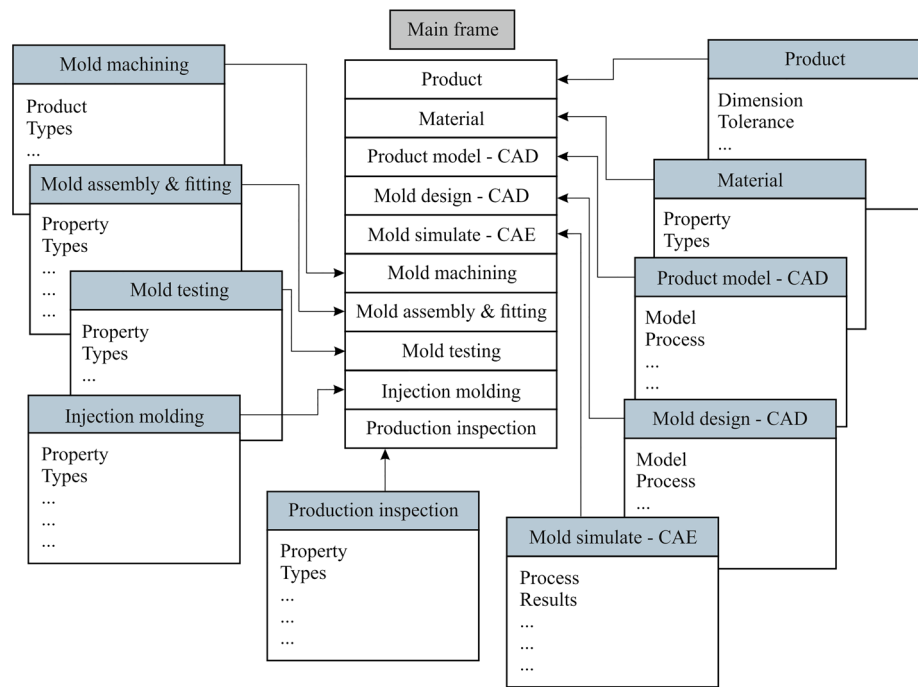 Main frame
Product
Material
Product model - CAD
Mold design - CAD
Mold simulate - CAE
Mold machining
Mold assembly & fitting
Mold testing
Injection molding
Production inspection
Mold machining
Product
Types
...
Mold assembly & fitting
Property
Types
...
...
...
Mold testing
Property
Types
...
Injection molding
Property
Types
...
...
...
Production inspection
Property
Types
...
...
...
Product
Dimension
Tolerance
...
Material
Property
Types
Product model - CAD
Model
Process
...
...
Mold design - CAD
Model
Process
...
Mold simulate - CAE
Process
Results
...
...
...